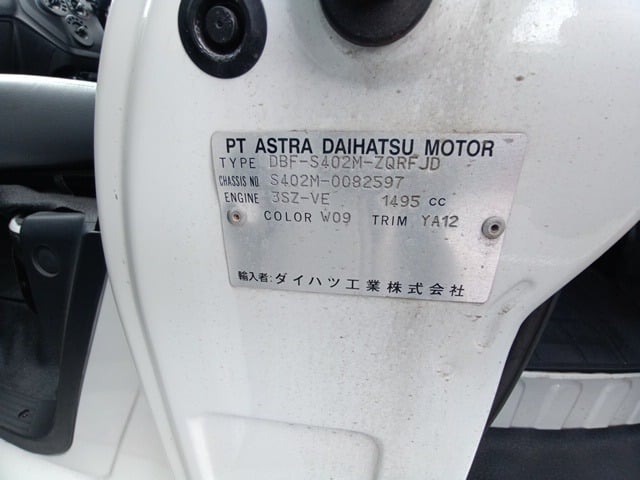 PT ASTRA DAIHATSU MOTOR
TYPE DBF-S402M-ZQRFJD
CHASSIS NO S402M-0082597
ENGINE 3SZ-VE 1495 CC
COLOR W09 TRIM YA12
輸入者:ダイハツ工業株式会社